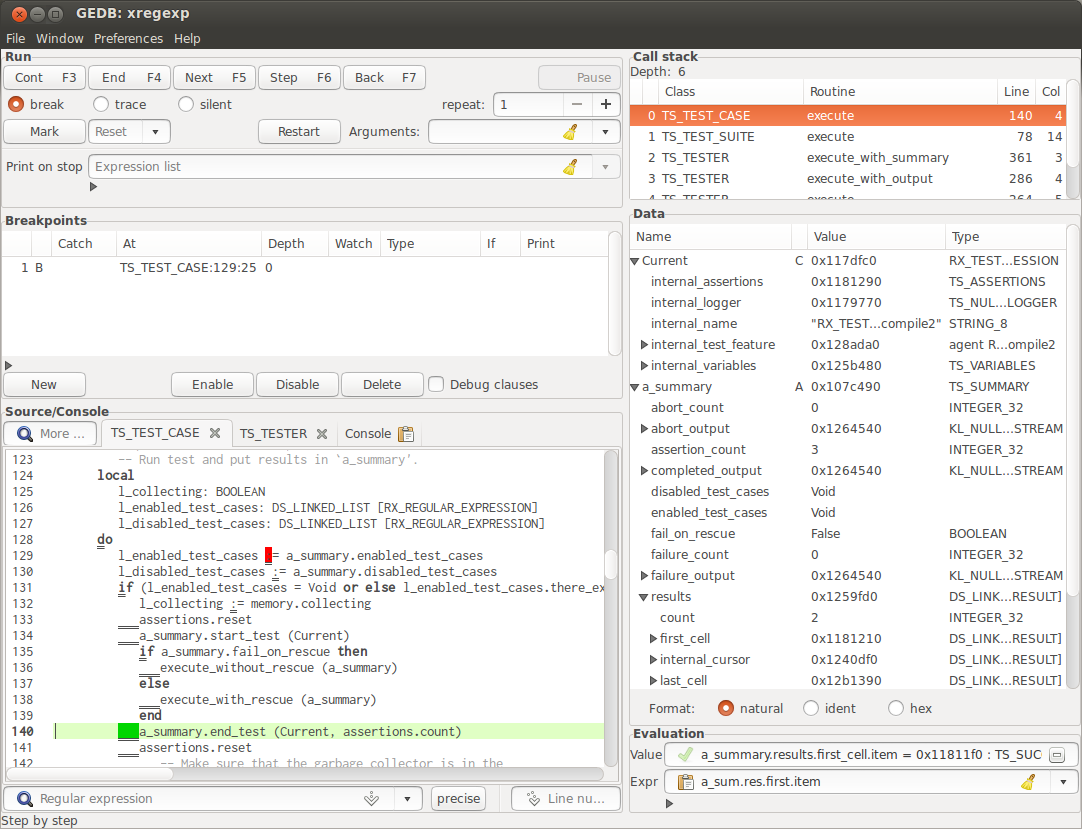 GEDB: xregexp
File Window Preferences Help
Run
Cont F3 End F4 Next F5 Step F6 Back F7 Pause
break trace silent repeat: 1
Mark Reset Restart Arguments:
Print on stop Expression list
Breakpoints
Catch At Depth Watch Type If Print
1 B TS_TEST_CASE:129:25 0
New Enable Disable Delete Debug clauses
Source/Console
More ... TS_TEST_CASE TS_TESTER Console
123 -- Run test and put results in `a_summary'.
124 local
125 l_collecting: BOOLEAN
126 l_enabled_test_cases: DS_LINKED_LIST [RX_REGULAR_EXPRESSION]
127 l_disabled_test_cases: DS_LINKED_LIST [RX_REGULAR_EXPRESSION]
128 do
129 l_enabled_test_cases := a_summary.enabled_test_cases
130 l_disabled_test_cases := a_summary.disabled_test_cases
131 if (l_enabled_test_cases = Void or else l_enabled_test_cases.there_ex
132 l_collecting := memory.collecting
133 assertions.reset
134 a_summary.start_test (Current)
135 if a_summary.fail_on_rescue then
136 execute_without_rescue (a_summary)
137 else
138 execute_with_rescue (a_summary)
139 end
140 a_summary.end_test (Current, assertions.count)
141 assertions.reset
142 -- Make sure that the garbage collector is in the
Regular expression precise Line nu...
Step by step
Call stack
Depth: 6
Class Routine Line Col
0 TS_TEST_CASE execute 140 4
1 TS_TEST_SUITE execute 78 14
2 TS_TESTER execute_with_summary 361 3
3 TS_TESTER execute_with_output 286 4
4 TS_TESTER execute 264 5
Data
Name Value Type
Current C 0x117dfc0 RX_TEST...ESSION
internal_assertions 0x1181290 TS_ASSERTIONS
internal_logger 0x1179770 TS_NUL...LOGGER
internal_name "RX_TEST...compile2" STRING_8
internal_test_feature 0x128ada0 agent R...ompile2
internal_variables 0x125b480 TS_VARIABLES
a_summary A 0x107c490 TS_SUMMARY
abort_count 0 INTEGER_32
abort_output 0x1264540 KL_NULL...STREAM
assertion_count 3 INTEGER_32
completed_output 0x1264540 KL_NULL...STREAM
disabled_test_cases Void
enabled_test_cases Void
fail_on_rescue False BOOLEAN
failure_count 0 INTEGER_32
failure_output 0x1264540 KL_NULL...STREAM
results 0x1259fd0 DS_LINK...RESULT]
count 2 INTEGER_32
first_cell 0x1181210 DS_LINK...RESULT]
internal_cursor 0x1240df0 DS_LINK...RESULT]
last_cell 0x12b1390 DS_LINK...RESULT]
Format: natural ident hex
Evaluation
Value a_summary.results.first_cell.item = 0x11811f0 : TS_SUC
Expr a_sum.res.first.item